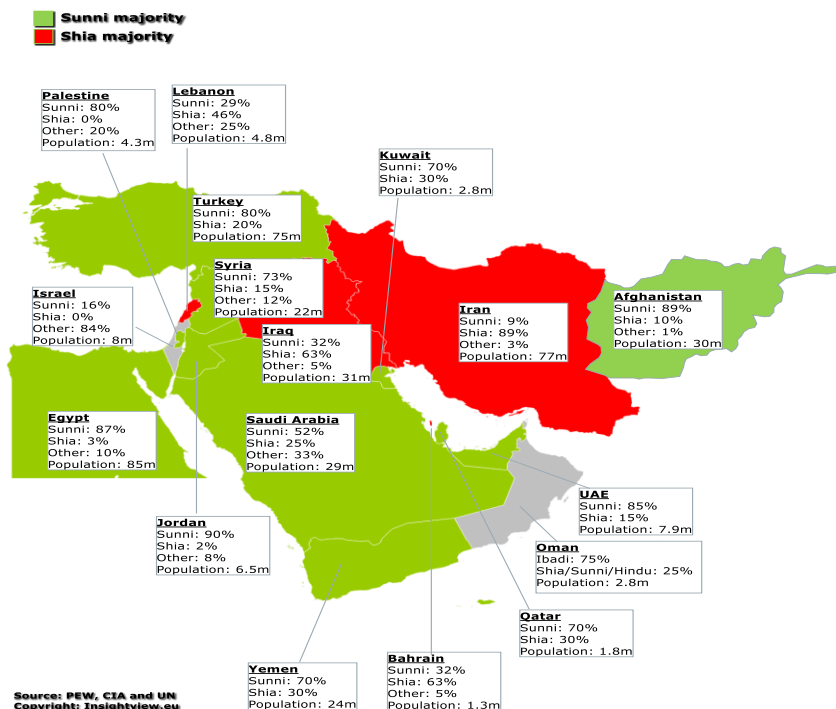 Sunni majority
Shia majority
Palestine
Sunni: 80%
Shia: 0%
Other: 20%
Population: 4.3m
Lebanon
Sunni: 29%
Shia: 46%
Other: 25%
Population: 4.8m
Kuwait
Sunni: 70%
Shia: 30%
Population: 2.8m
Turkey
Sunni: 80%
Shia: 20%
Population: 75m
Syria
Sunni: 73%
Shia: 15%
Other: 12%
Population: 22m
Israel
Sunni: 16%
Shia: 0%
Other: 84%
Population: 8m
Iraq
Sunni: 32%
Shia: 63%
Other: 5%
Population: 31m
Iran
Sunni: 9%
Shia: 89%
Other: 3%
Population: 77m
Afghanistan
Sunni: 89%
Shia: 10%
Other: 1%
Population: 30m
Egypt
Sunni: 87%
Shia: 3%
Other: 10%
Population: 85m
Saudi Arabia
Sunni: 52%
Shia: 25%
Other: 33%
Population: 29m
Jordan
Sunni: 90%
Shia: 2%
Other: 8%
Population: 6.5m
UAE
Sunni: 85%
Shia: 15%
Population: 7.9m
Oman
Ibadi: 75%
Shia/Sunni/Hindu: 25%
Population: 2.8m
Qatar
Sunni: 70%
Shia: 30%
Population: 1.8m
Yemen
Sunni: 70%
Shia: 30%
Population: 24m
Bahrain
Sunni: 32%
Shia: 63%
Other: 5%
Population: 1.3m
Source: PEW, CIA and UN
Copyright: Insightview.eu